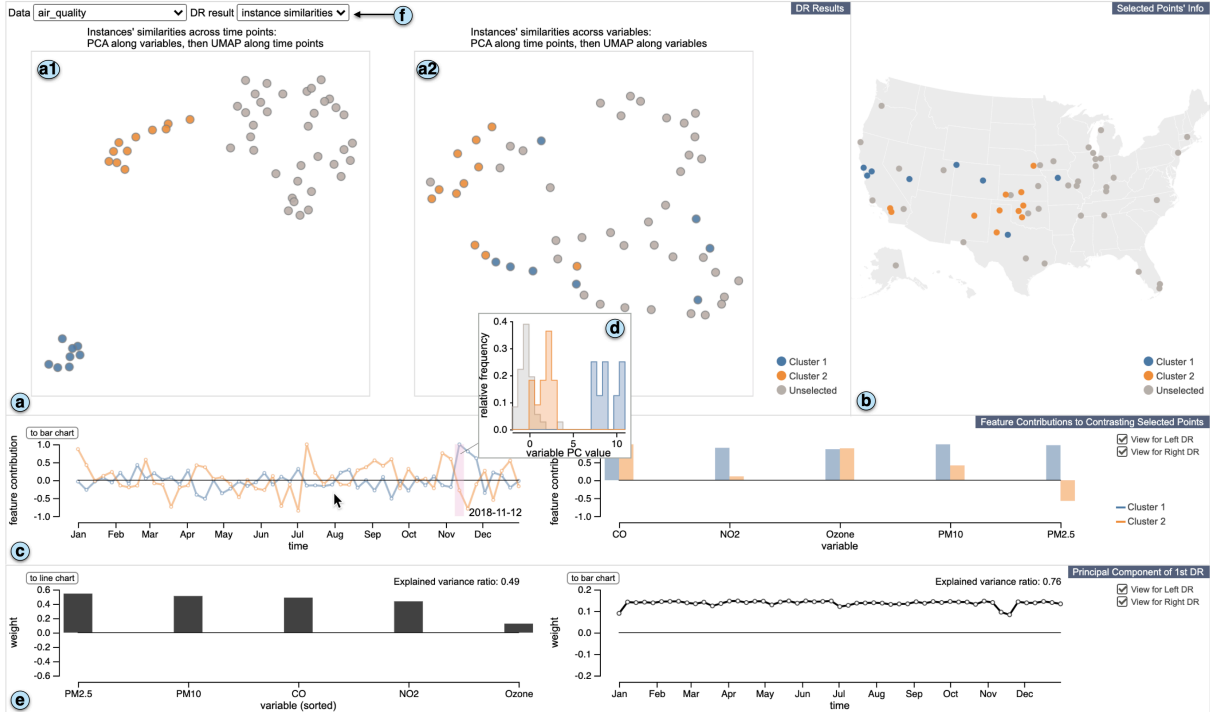 Data air_quality DR result instance similarities f
DR Results
Selected Points' Info
Instances' similarities across time points:
PCA along variables, then UMAP along time points
Instances' similarities acorss variables:
PCA along time points, then UMAP along variables
a1
a2
Cluster 1
Cluster 2
Unselected
Cluster 1
Cluster 2
Unselected
a
b
d
relative frequency
0.4
0.3
0.2
0.1
0.0
0 5 10
variable PC value
Feature Contributions to Contrasting Selected Points
to bar chart
View for Left DR
View for Right DR
feature contribution
1.0
0.5
0.0
-0.5
-1.0
2018-11-12
Jan Feb Mar Apr May Jun Jul Aug Sep Oct Nov Dec
time
feature contrib
0.0
-0.5
-1.0
CO NO2 Ozone PM10 PM2.5
variable
Cluster 1
Cluster 2
c
Principal Component of 1st DR
to line chart
Explained variance ratio: 0.49
weight
0.6
0.4
0.2
0.0
-0.2
-0.4
-0.6
PM2.5 PM10 CO NO2 Ozone
variable (sorted)
to bar chart
Explained variance ratio: 0.76
View for Left DR
View for Right DR
weight
0.2
0.1
0.0
-0.1
-0.2
Jan Feb Mar Apr May Jun Jul Aug Sep Oct Nov Dec
time
e